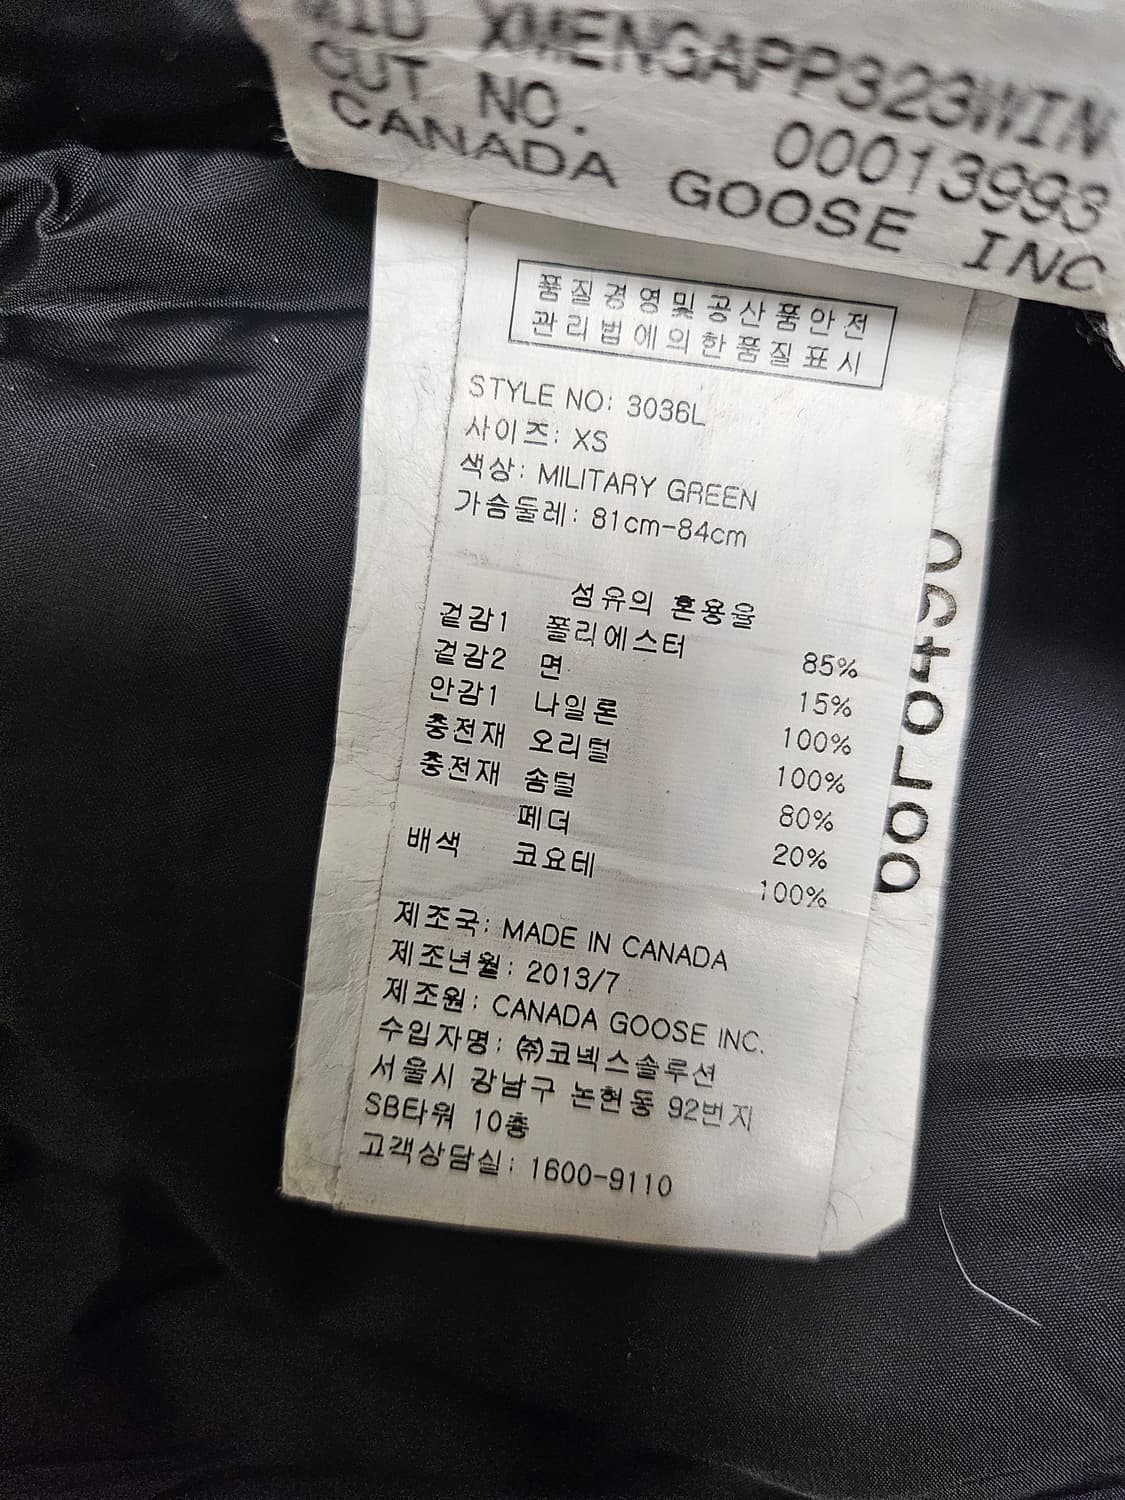 MID XMENGAPP323WIN
CUT NO. 00013993
CANADA GOOSE INC
품질경영및공산품안전
관리법에의한품질표시
STYLE NO: 3036L
사이즈: XS
색상: MILITARY GREEN
가슴둘레: 81cm-84cm
섬유의 혼용율
겉감1 폴리에스터 85%
겉감2 면 15%
안감1 나일론 100%
충전재 오리털 100%
충전재 솜털 80%
페더 20%
배색 코요테 100%
제조국: MADE IN CANADA
제조년월: 2013/7
제조원: CANADA GOOSE INC.
수입자명: ㈜코넥스솔루션
서울시 강남구 논현동 92번지
SB타워 10층
고객상담실: 1600-9110